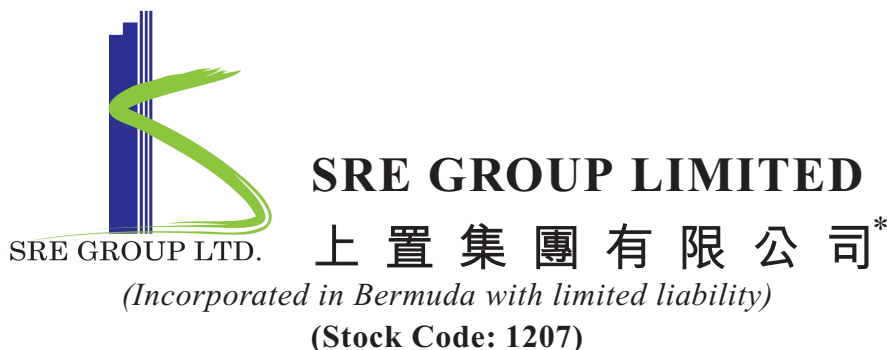 SRE GROUP LTD.
SRE GROUP LIMITED
上置集團有限公司*
(Incorporated in Bermuda with limited liability)
(Stock Code: 1207)